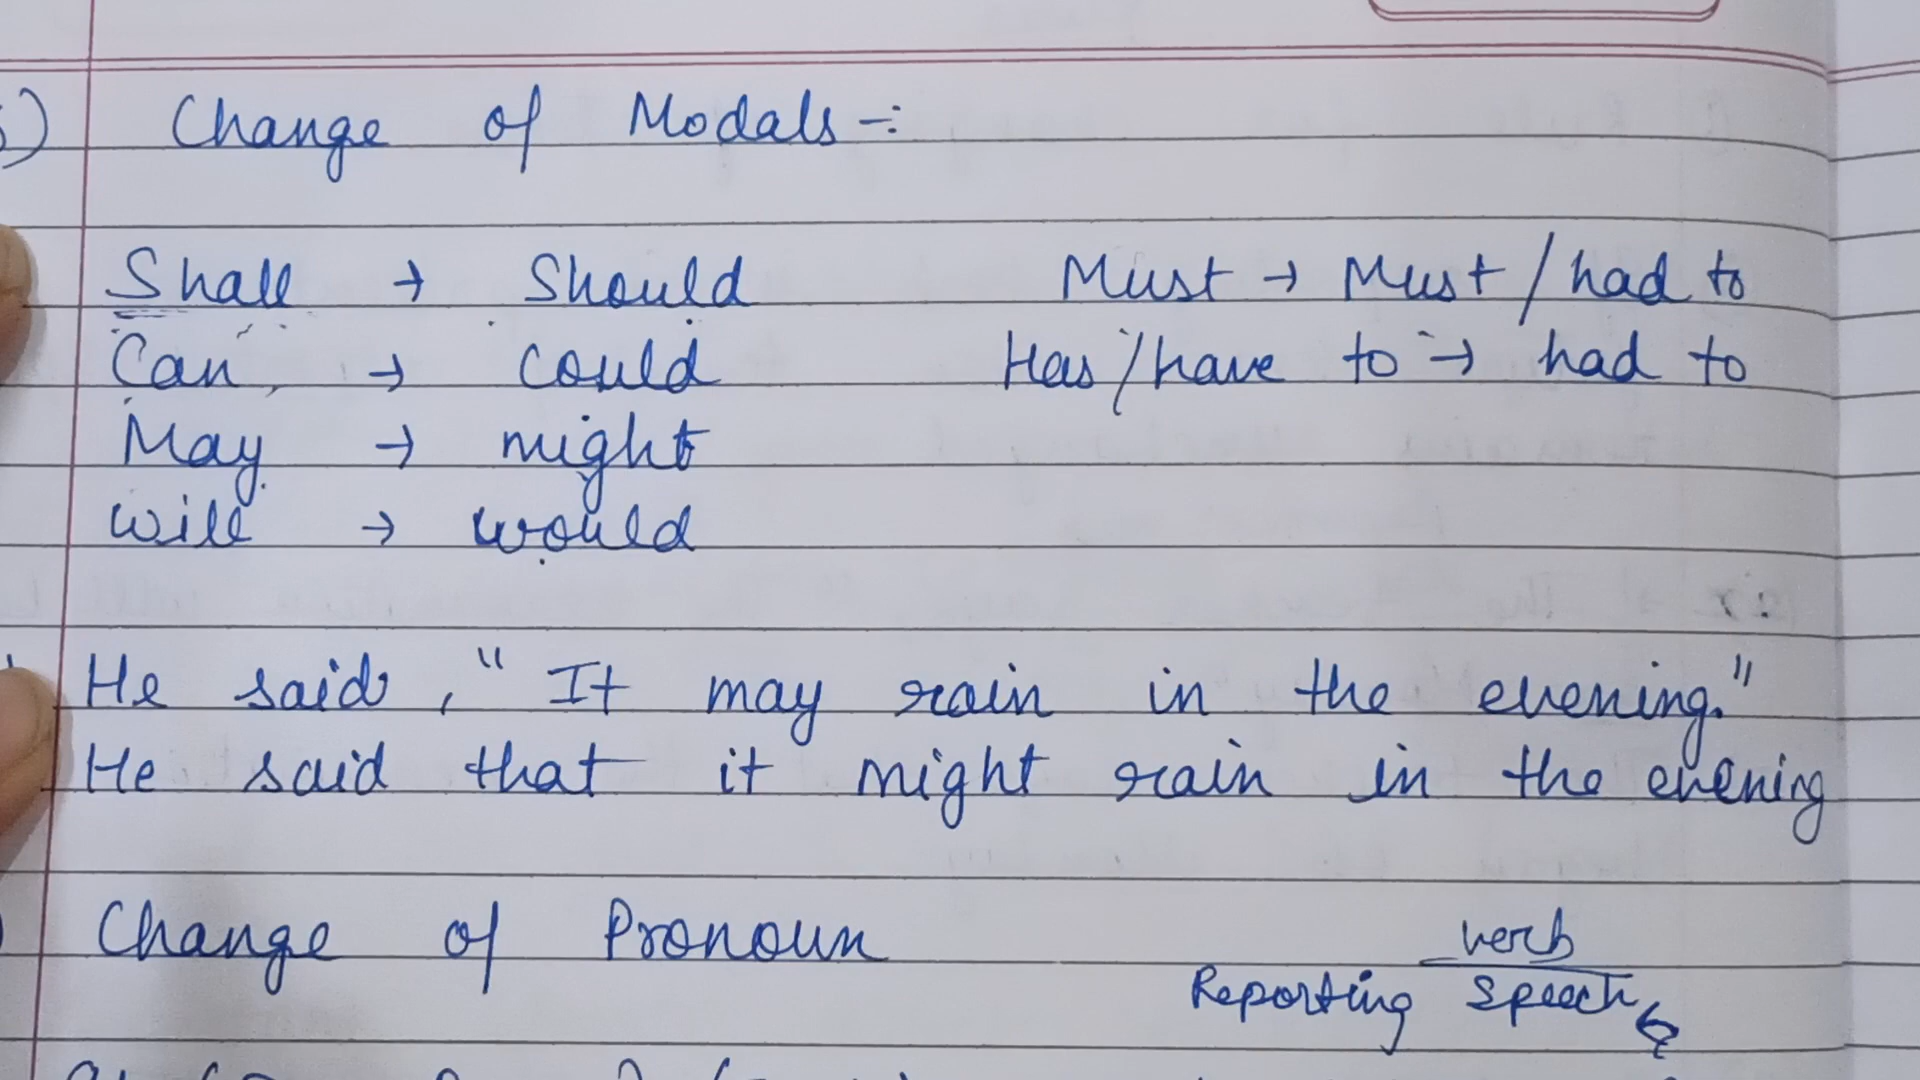 Change of Modals -:
Shall → Should Must → Must / had to
Can → could Has / have to → had to
May → might
will → would
He said, " It may rain in the evening."
He said that it might rain in the evening
Change of Pronoun
verb
Reporting speech